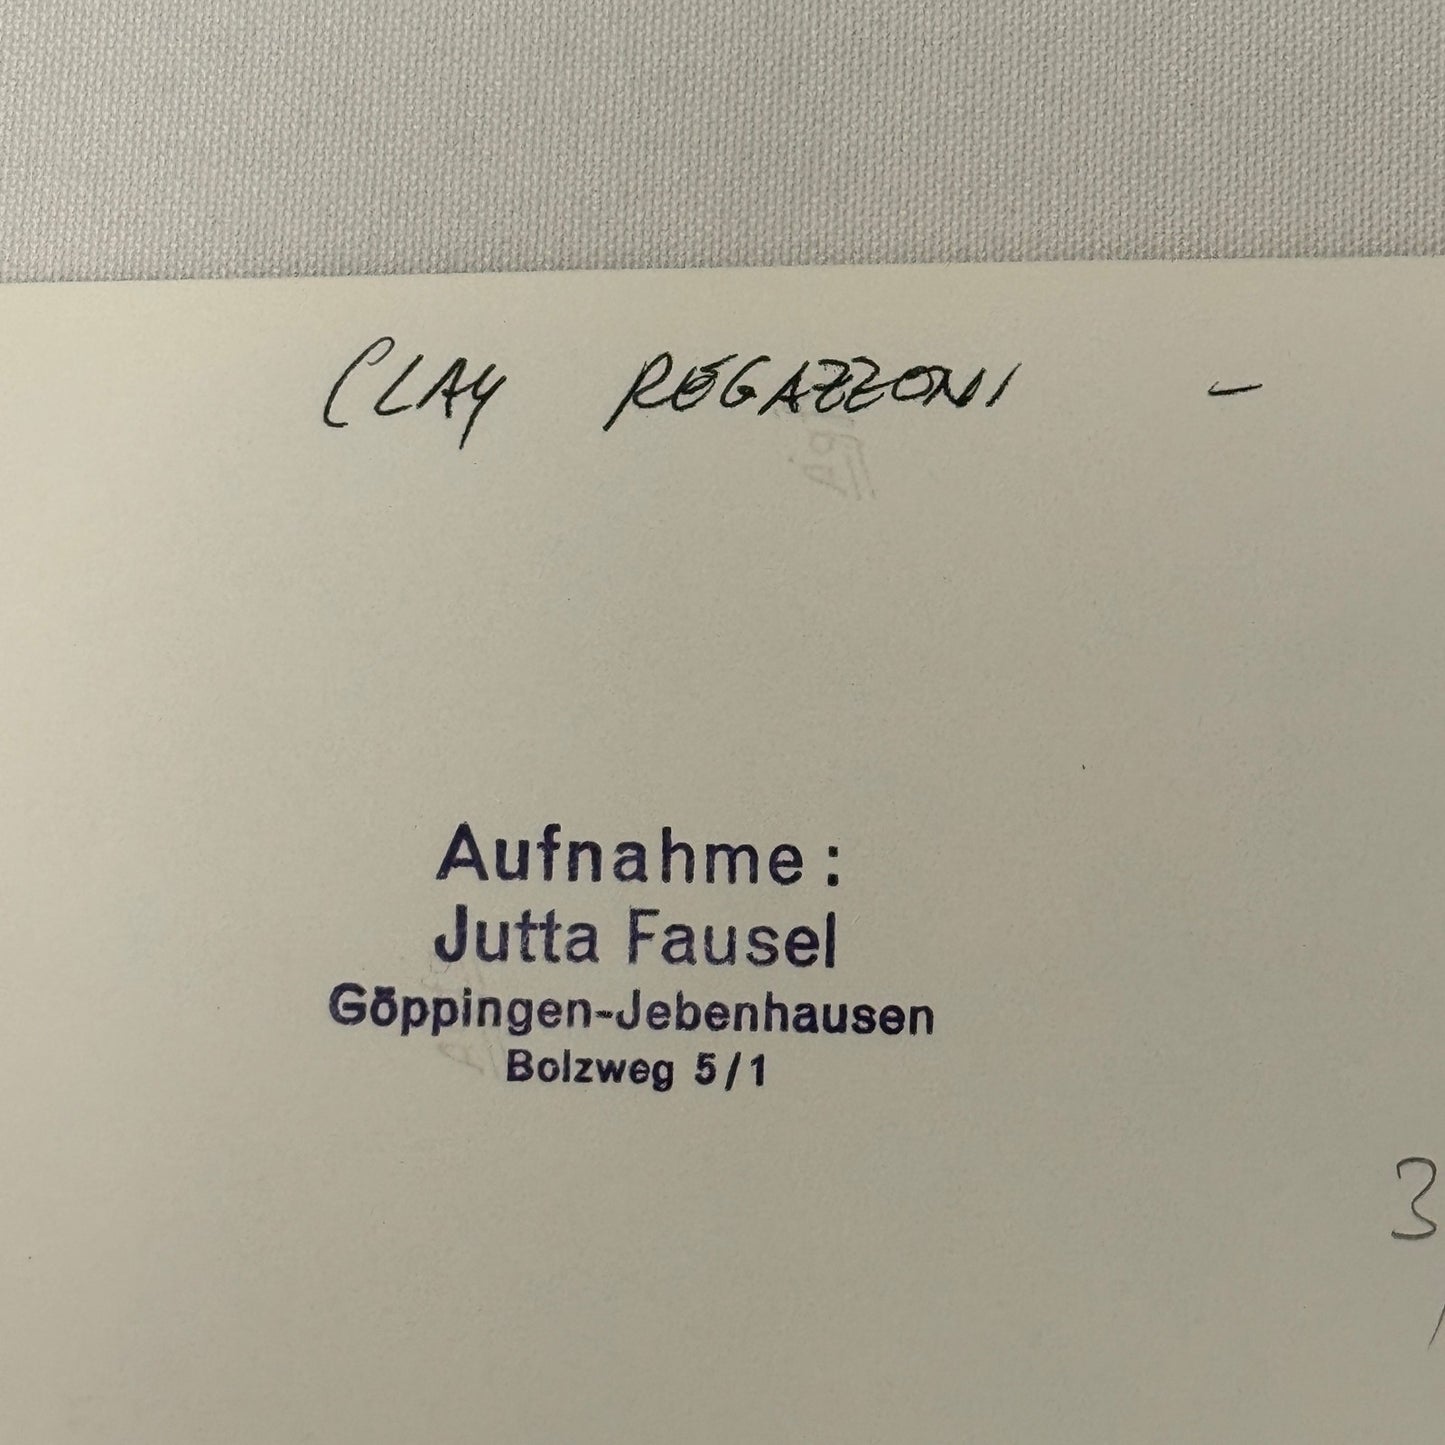 CLAY REGAZZONI -
Aufnahme:
Jutta Fausel
Göppingen-Jebenhausen
Bolzweg 5/1
3